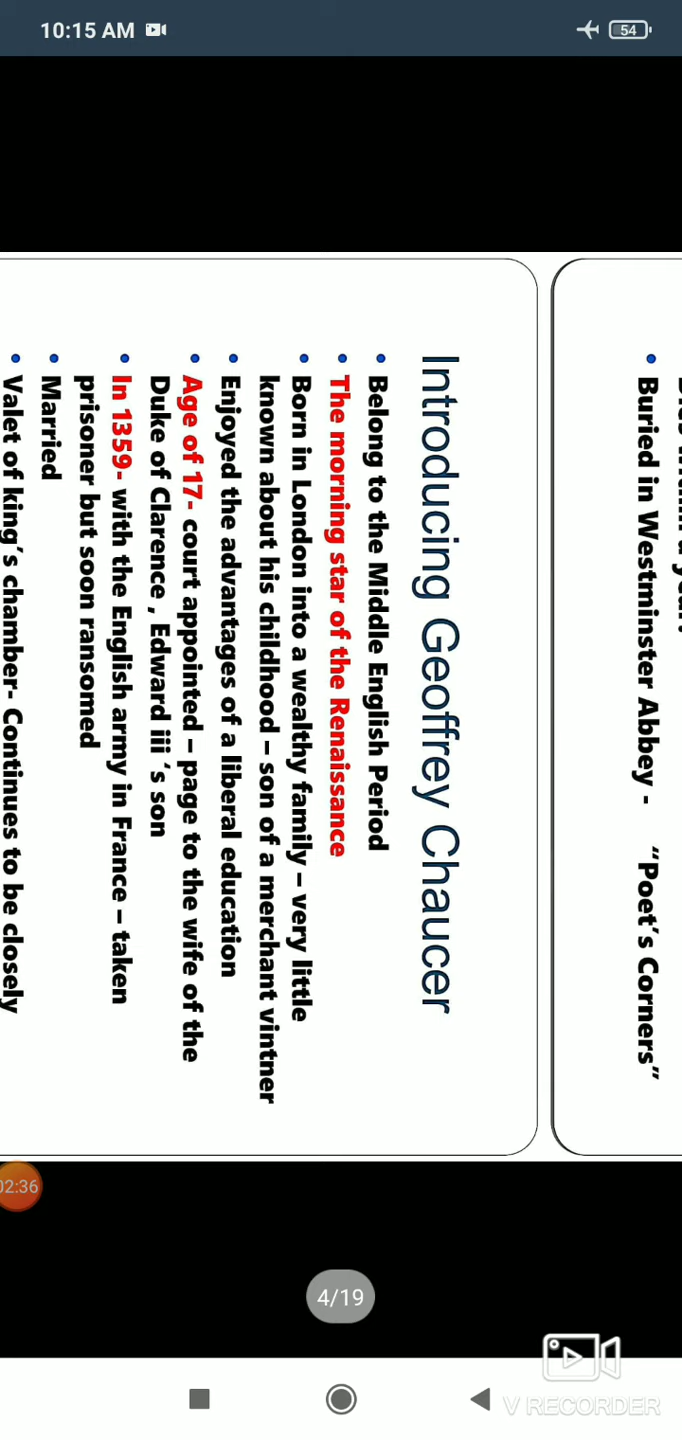 10:15 AM
54
Buried in Westminster Abbey - “Poet’s Corners”
Introducing Geoffrey Chaucer
• Belong to the Middle English Period
• The morning star of the Renaissance
• Born in London into a wealthy family – very little
known about his childhood – son of a merchant vintner
• Enjoyed the advantages of a liberal education
• Age of 17- court appointed – page to the wife of the
Duke of Clarence , Edward iii ‘s son
• In 1359- with the English army in France – taken
prisoner but soon ransomed
• Married
• Valet of king’s chamber- Continues to be closely
02:36
4/19
V RECORDER